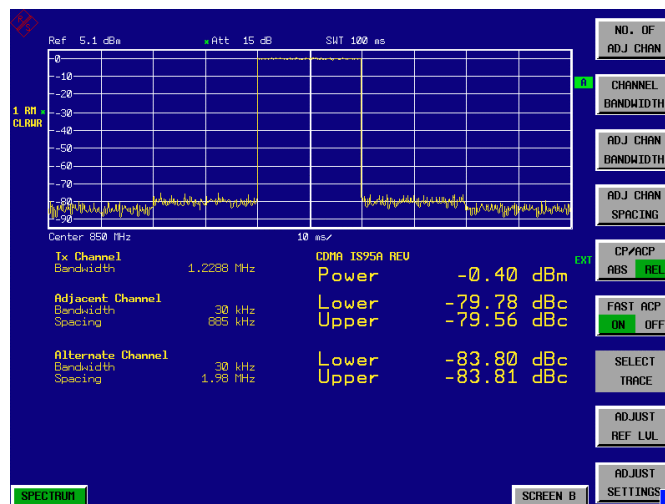 Ref 5.1 dBm *Att 15 dB SWT 100 ms
0
-10
-20
-30
-40
-50
-60
-70
-80
-90
1 RM *
CLRWR
A
EXT
Center 850 MHz 10 ms/
Tx Channel CDMA IS95A REV
Bandwidth 1.2288 MHz Power -0.40 dBm
Adjacent Channel
Bandwidth 30 kHz Lower -79.78 dBc
Spacing 885 kHz Upper -79.56 dBc
Alternate Channel
Bandwidth 30 kHz Lower -83.80 dBc
Spacing 1.98 MHz Upper -83.81 dBc
NO. OF
ADJ CHAN
CHANNEL
BANDWIDTH
ADJ CHAN
BANDWIDTH
ADJ CHAN
SPACING
CP/ACP
ABS REL
FAST ACP
ON OFF
SELECT
TRACE
ADJUST
REF LVL
ADJUST
SETTINGS
SPECTRUM SCREEN B